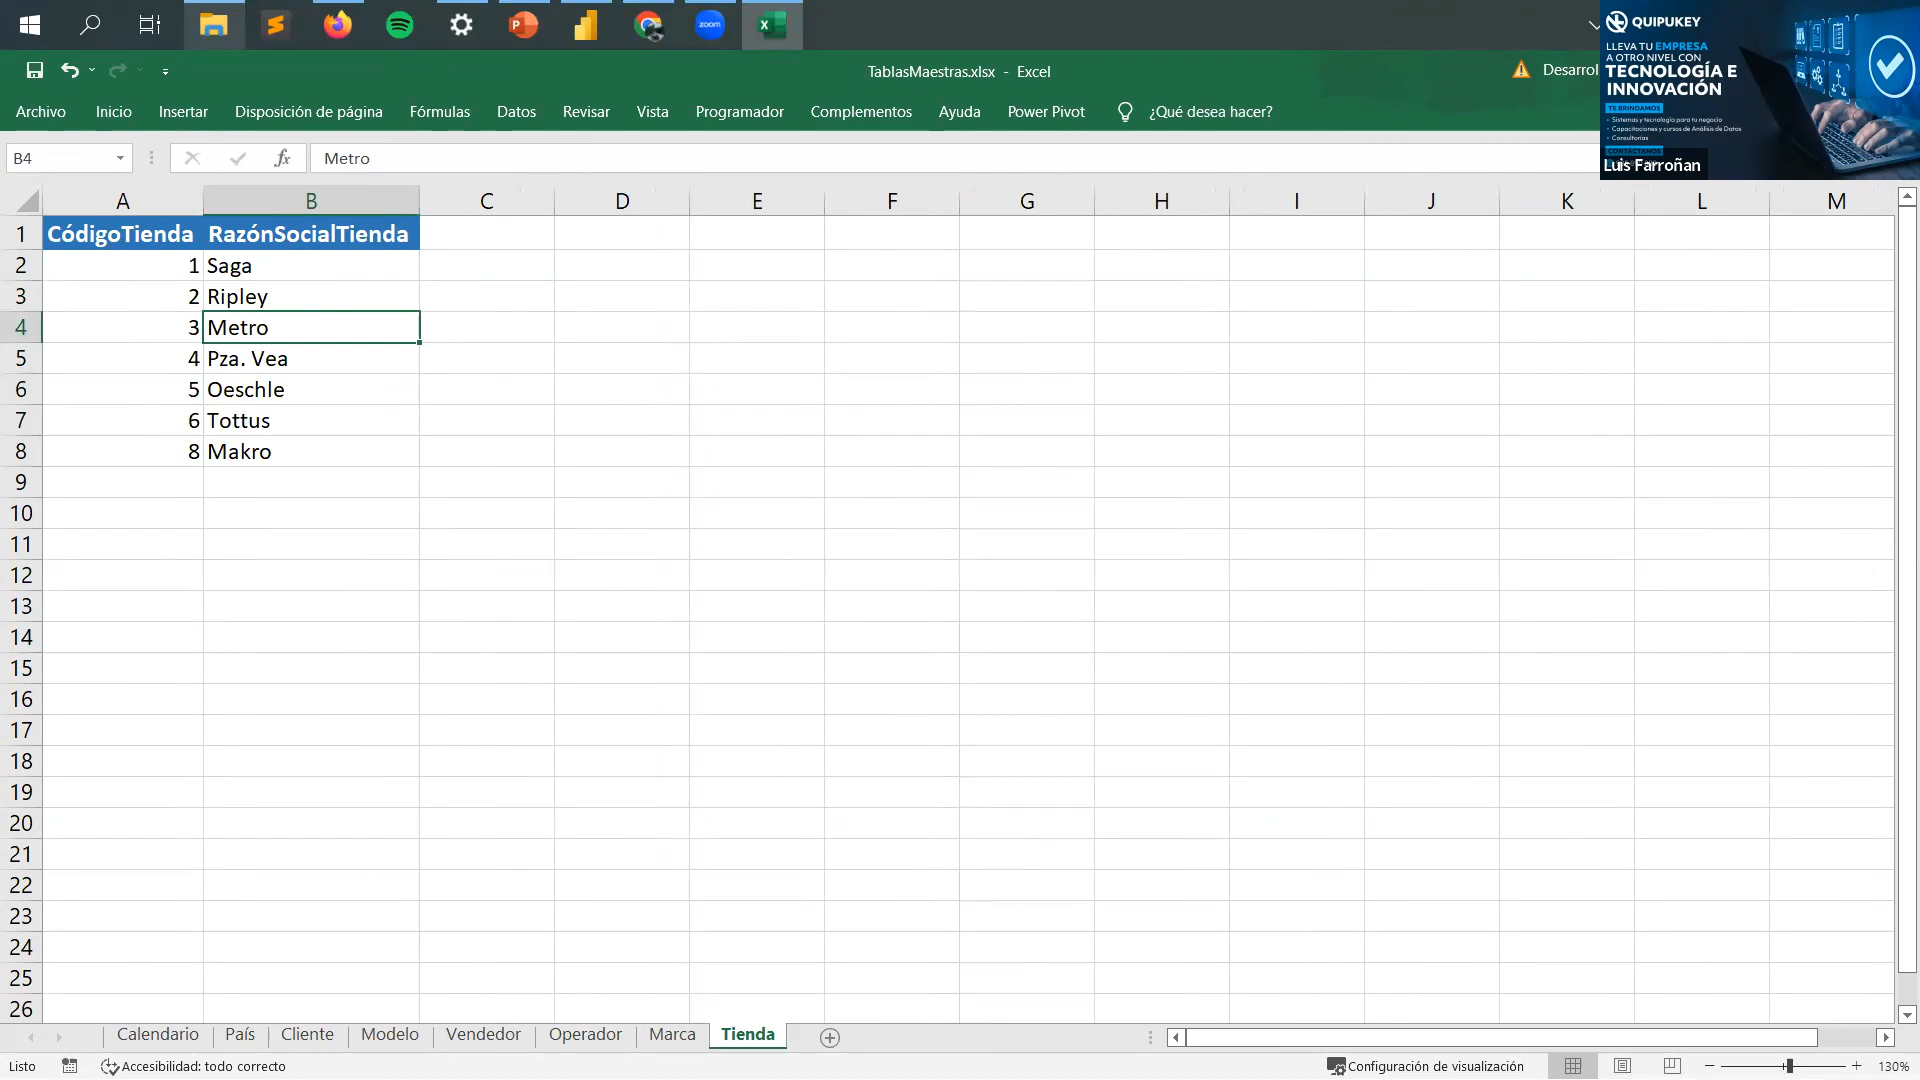 zoom
TablasMaestras.xlsx - Excel
Desarrol
Archivo Inicio Insertar Disposición de página Fórmulas Datos Revisar Vista Programador Complementos Ayuda Power Pivot ¿Qué desea hacer?
QUIPUKEY
LLEVA TU EMPRESA
A OTRO NIVEL CON
TECNOLOGÍA E
INNOVACIÓN
TE BRINDAMOS
Sistemas y tecnología para tu negocio
Capacitaciones y cursos de Análisis de Datos
Consultorías
CONTÁCTANOS
Luis Farroñan
B4 fx Metro
A B C D E F G H I J K L M
1 CódigoTienda RazónSocialTienda
2 1 Saga
3 2 Ripley
4 3 Metro
5 4 Pza. Vea
6 5 Oeschle
7 6 Tottus
8 8 Makro
9
10
11
12
13
14
15
16
17
18
19
20
21
22
23
24
25
26
Calendario País Cliente Modelo Vendedor Operador Marca Tienda
Listo Accesibilidad: todo correcto Configuración de visualización 130%